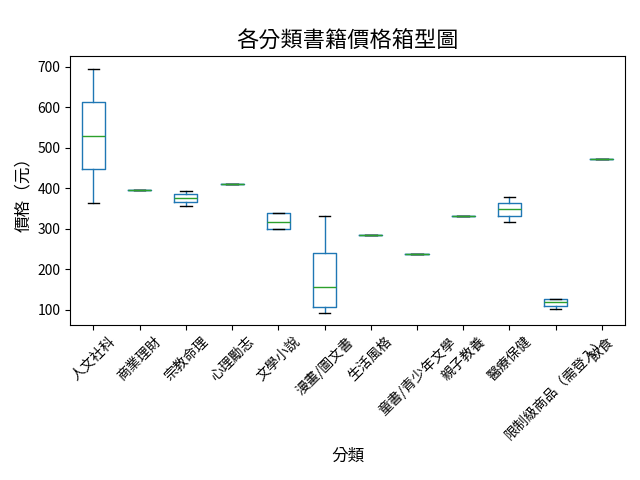 各分類書籍價格箱型圖
價格（元）
700
600
500
400
300
200
100
人文社科
商業理財
宗教命理
心理勵志
文學小說
漫畫/圖文書
生活風格
童書/青少年文學
親子教養
醫療保健
限制級商品（需登入）
飲食
分類